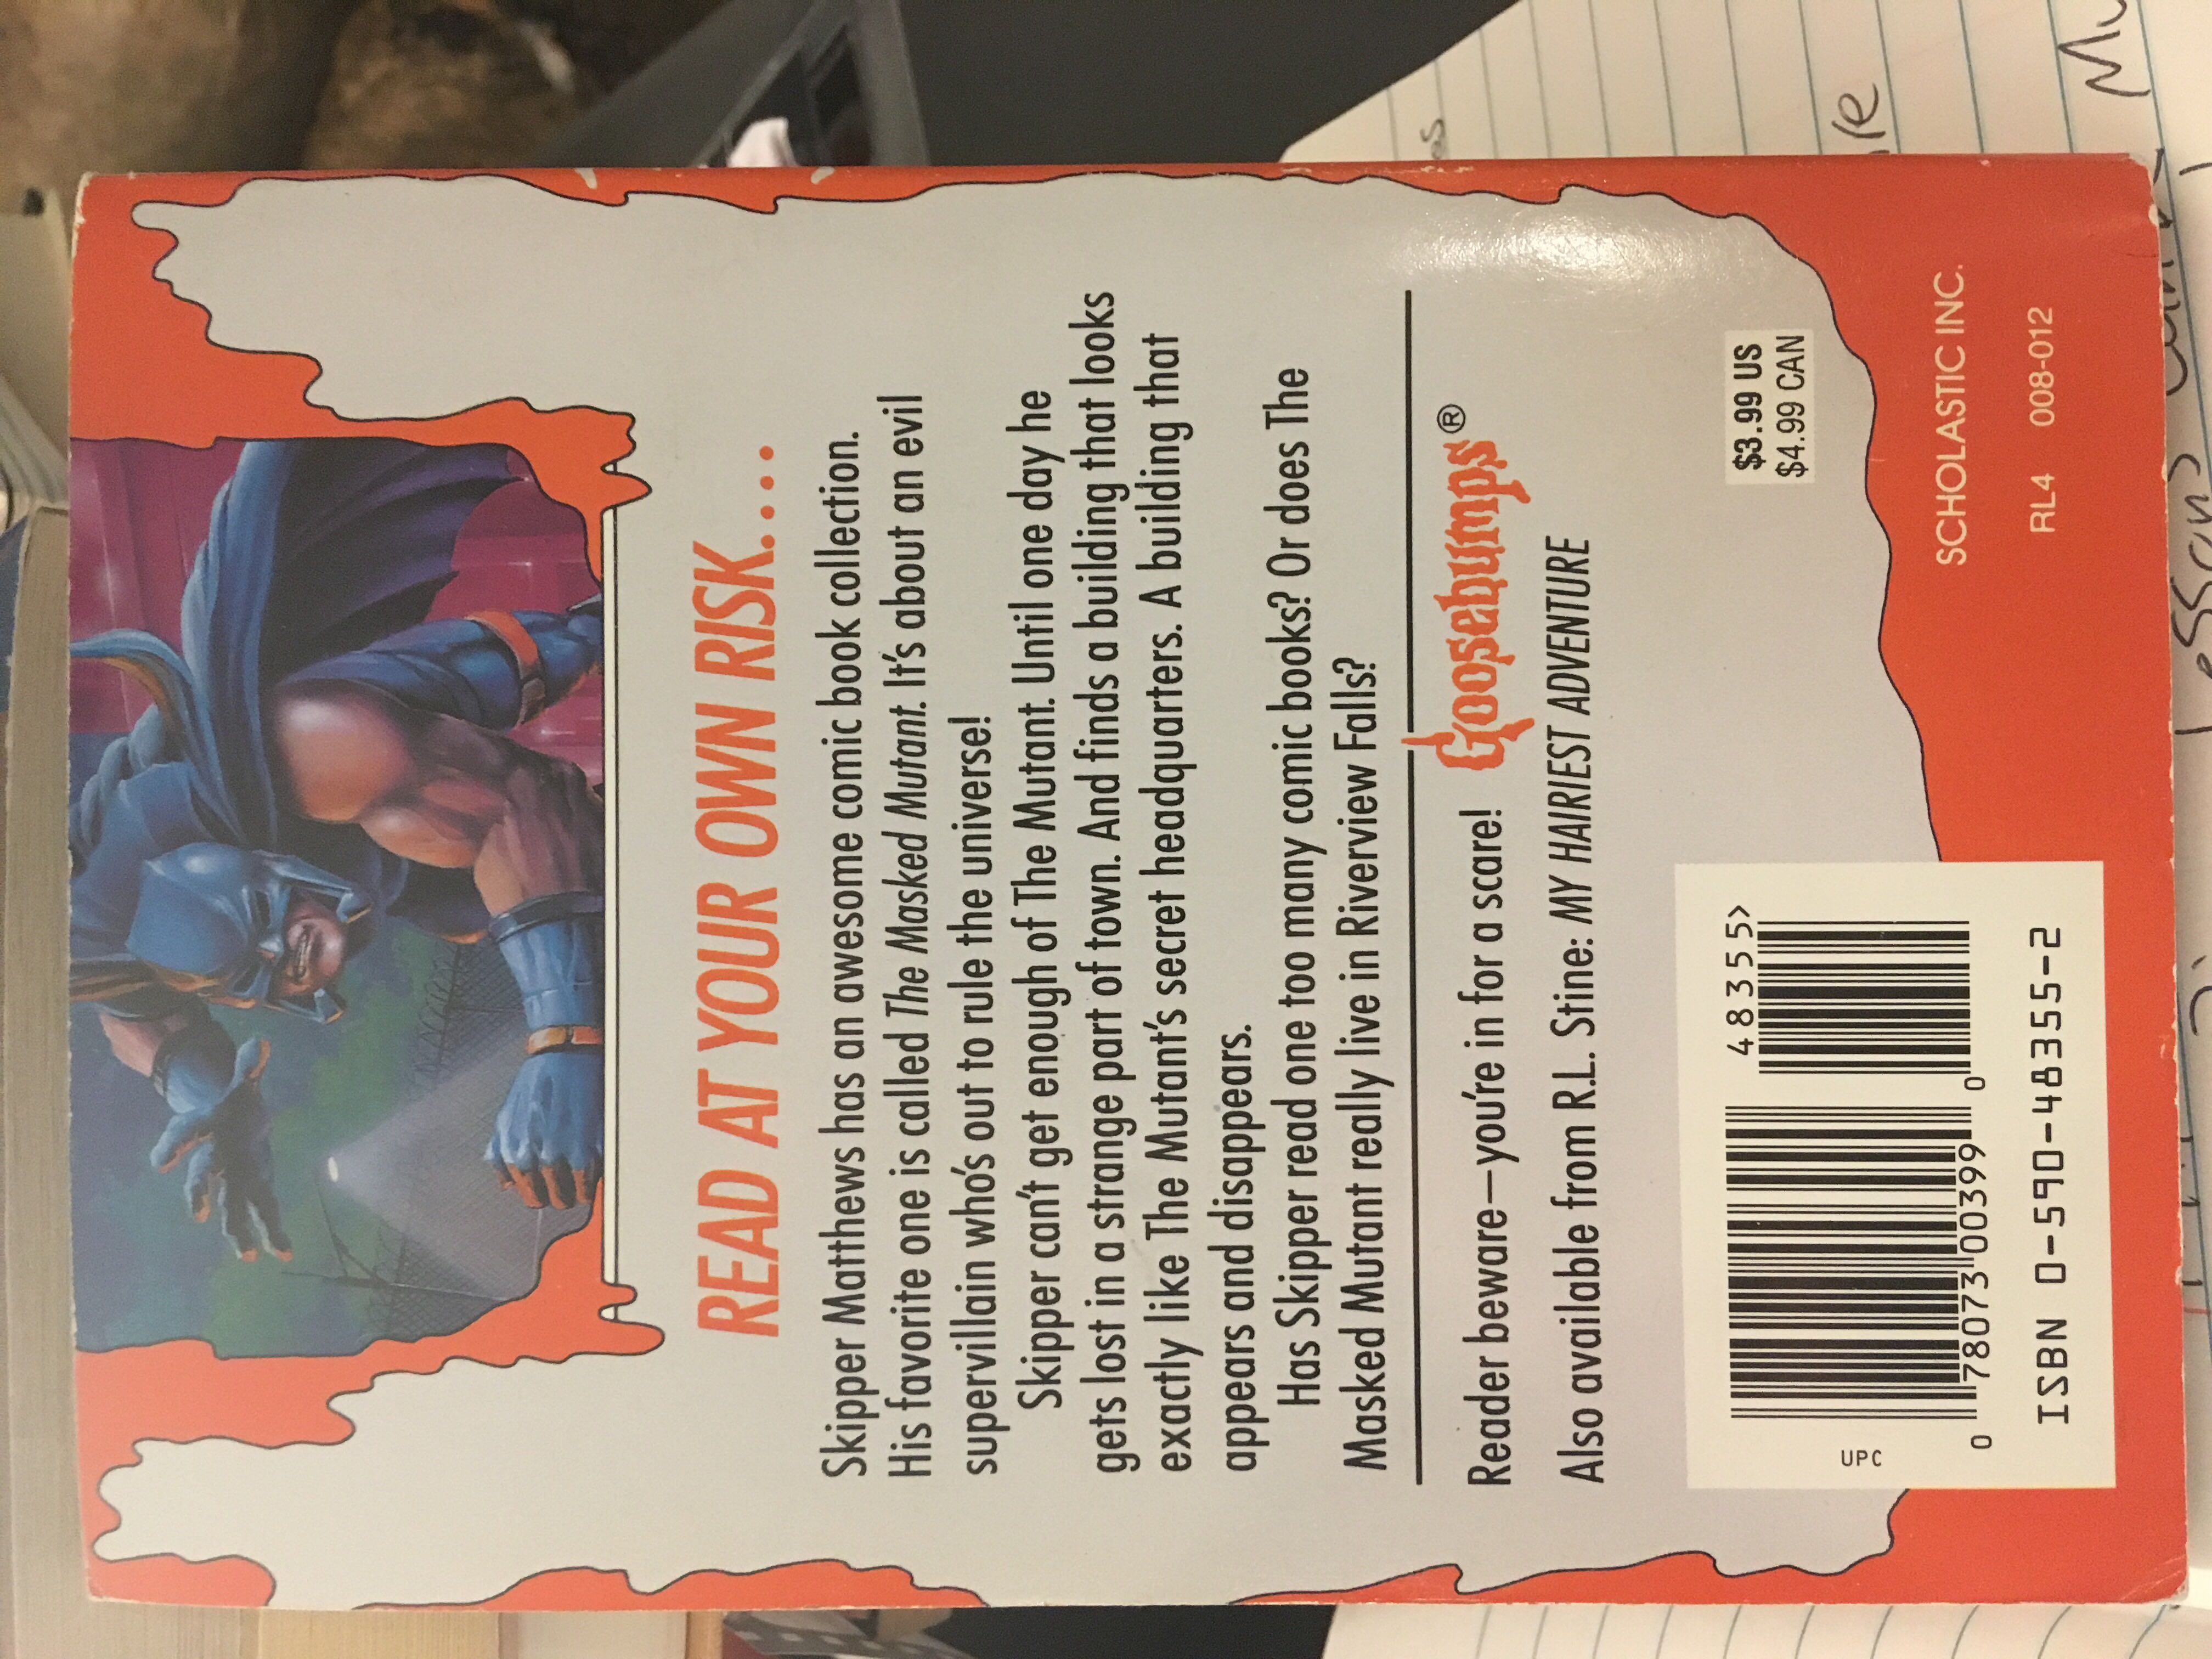 READ AT YOUR OWN RISK....
Skipper Matthews has an awesome comic book collection.
His favorite one is called The Masked Mutant. It's about an evil
supervillain who's out to rule the universe!
Skipper can't get enough of The Mutant. Until one day he
gets lost in a strange part of town. And finds a building that looks
exactly like The Mutant's secret headquarters. A building that
appears and disappears.
Has Skipper read one too many comic books? Or does The
Masked Mutant really live in Riverview Falls?
Reader beware—you're in for a scare! Goosebumps®
Also available from R.L. Stine: MY HAIRIEST ADVENTURE
$3.99 US
$4.99 CAN
48355>
UPC
0 78073 00399 0
ISBN 0-590-48355-2
SCHOLASTIC INC.
RL4 008-012